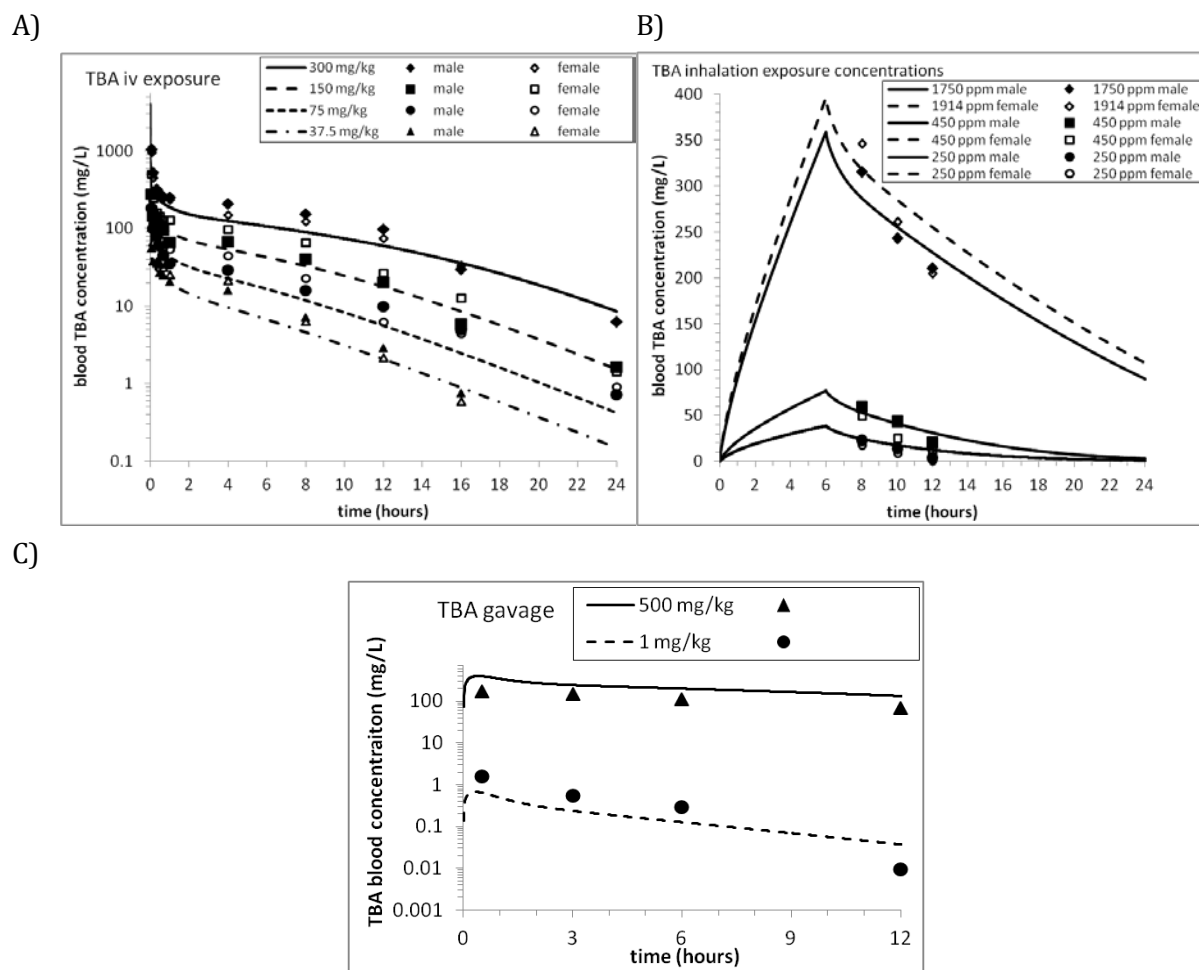 A)
TBA iv exposure
300 mg/kg male female
150 mg/kg male female
75 mg/kg male female
37.5 mg/kg male female
blood TBA concentration (mg/L)
1000
100
10
1
0.1
0 2 4 6 8 10 12 14 16 18 20 22 24
time (hours)
B)
TBA inhalation exposure concentrations
1750 ppm male 1750 ppm male
1914 ppm female 1914 ppm female
450 ppm male 450 ppm male
450 ppm female 450 ppm female
250 ppm male 250 ppm male
250 ppm female 250 ppm female
blood TBA concentration (mg/L)
400
350
300
250
200
150
100
50
0
0 2 4 6 8 10 12 14 16 18 20 22 24
time (hours)
C)
TBA gavage
500 mg/kg
1 mg/kg
TBA blood concentraiton (mg/L)
100
10
1
0.1
0.01
0.001
0 3 6 9 12
time (hours)